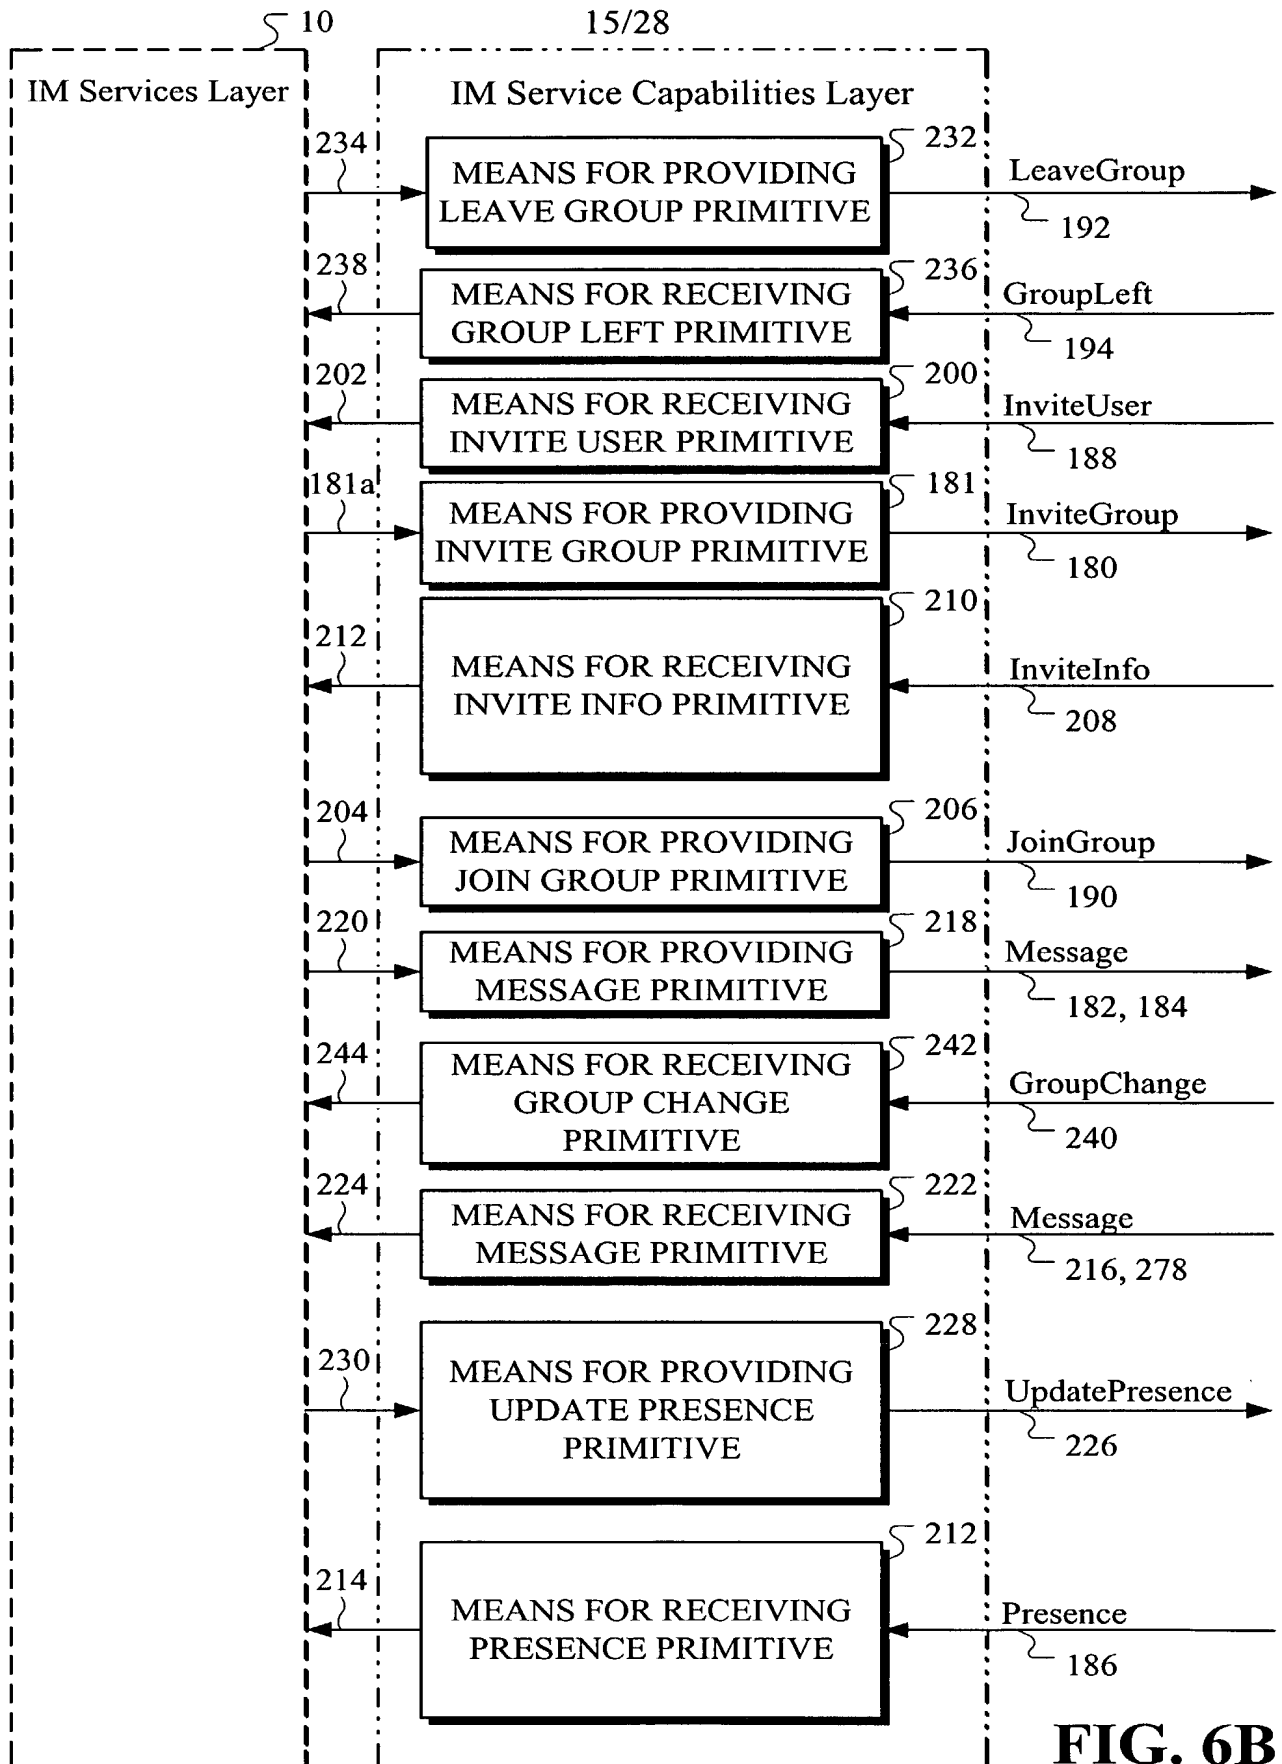 10
15/28
IM Services Layer
IM Service Capabilities Layer
234
MEANS FOR PROVIDING
LEAVE GROUP PRIMITIVE
232
LeaveGroup
192
238
MEANS FOR RECEIVING
GROUP LEFT PRIMITIVE
236
GroupLeft
194
202
MEANS FOR RECEIVING
INVITE USER PRIMITIVE
200
InviteUser
188
181a
MEANS FOR PROVIDING
INVITE GROUP PRIMITIVE
181
InviteGroup
180
212
MEANS FOR RECEIVING
INVITE INFO PRIMITIVE
210
InviteInfo
208
204
MEANS FOR PROVIDING
JOIN GROUP PRIMITIVE
206
JoinGroup
190
220
MEANS FOR PROVIDING
MESSAGE PRIMITIVE
218
Message
182, 184
244
MEANS FOR RECEIVING
GROUP CHANGE
PRIMITIVE
242
GroupChange
240
224
MEANS FOR RECEIVING
MESSAGE PRIMITIVE
222
Message
216, 278
230
MEANS FOR PROVIDING
UPDATE PRESENCE
PRIMITIVE
228
UpdatePresence
226
214
MEANS FOR RECEIVING
PRESENCE PRIMITIVE
212
Presence
186
FIG. 6B